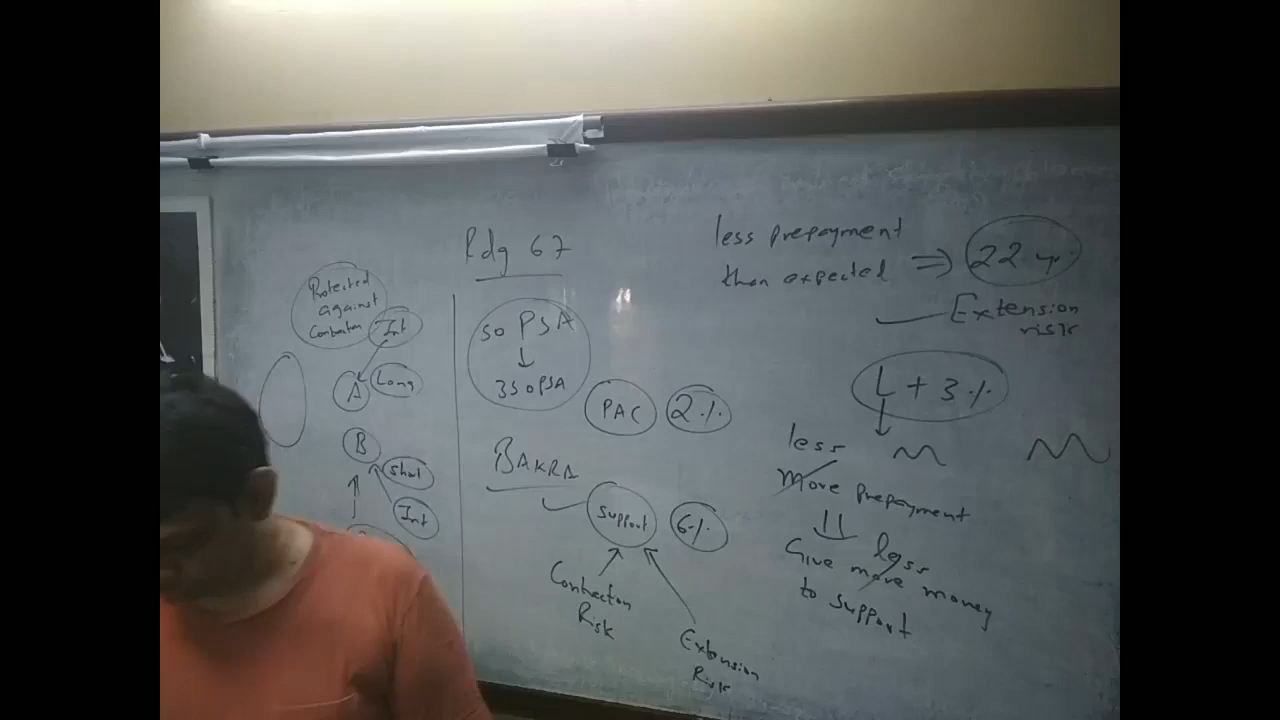 Rdg 67
Protected
against
Contraction
Int
A
Long
B
Short
Int
50 PSA
↓
350 PSA
PAC
2%
BAKRA
Support
6%
Contraction
Risk
Extension
Risk
less prepayment
than expected ⇒ 22 yr.
Extension
risk
L + 3%
less
More prepayment
⇓
less
Give more money
to support